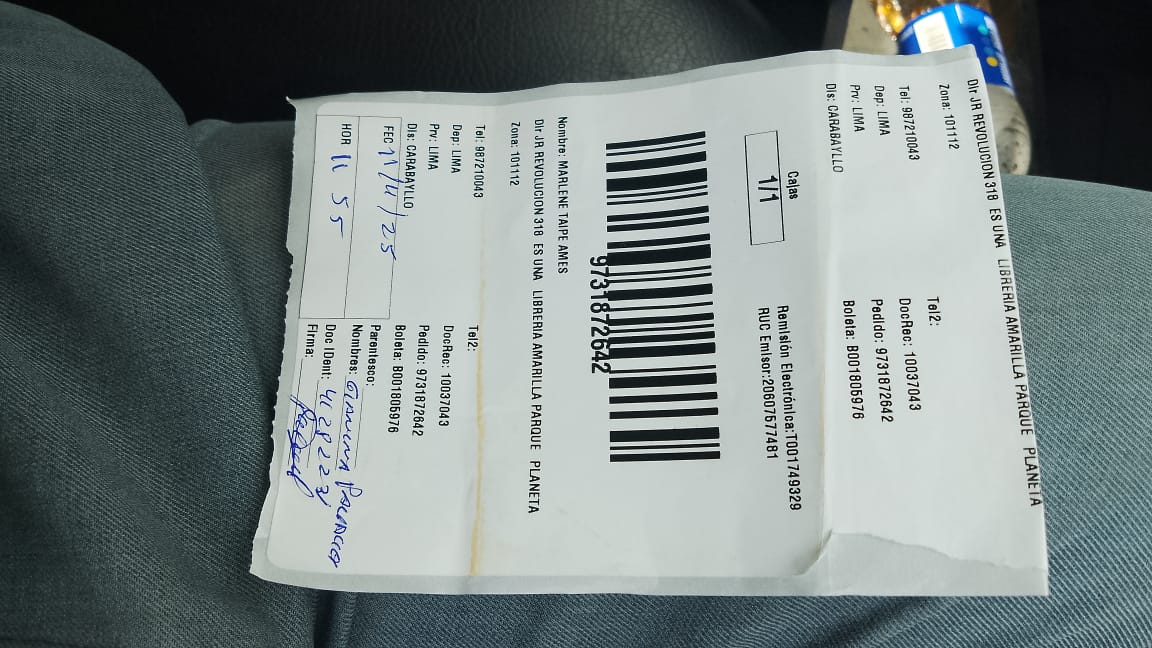 Dir JR REVOLUCION 318 ES UNA LIBRERIA AMARILLA PARQUE PLANETA
Zona: 101112
Tel: 987210043 Tel2:
Dep: LIMA DocRec: 10037043
Prv: LIMA Pedido: 9731872642
Dis: CARABAYLLO Boleta: B001805976
Cajas Remisión Electrónica:T001749329
1/1 RUC Emisor:20607577481
9731872642
Nombre: MARLENE TAIPE AMES
Dir JR REVOLUCION 318 ES UNA LIBRERIA AMARILLA PARQUE PLANETA
Zona: 101112
Tel: 987210043 Tel2:
Dep: LIMA DocRec: 10037043
Prv: LIMA Pedido: 9731872642
Dis: CARABAYLLO Boleta: B001805976
FEC 11/11/25 Parentesco:
Nombres: GIANNINA
HOR 11 55 Doc IDent: 41282231
Firma: